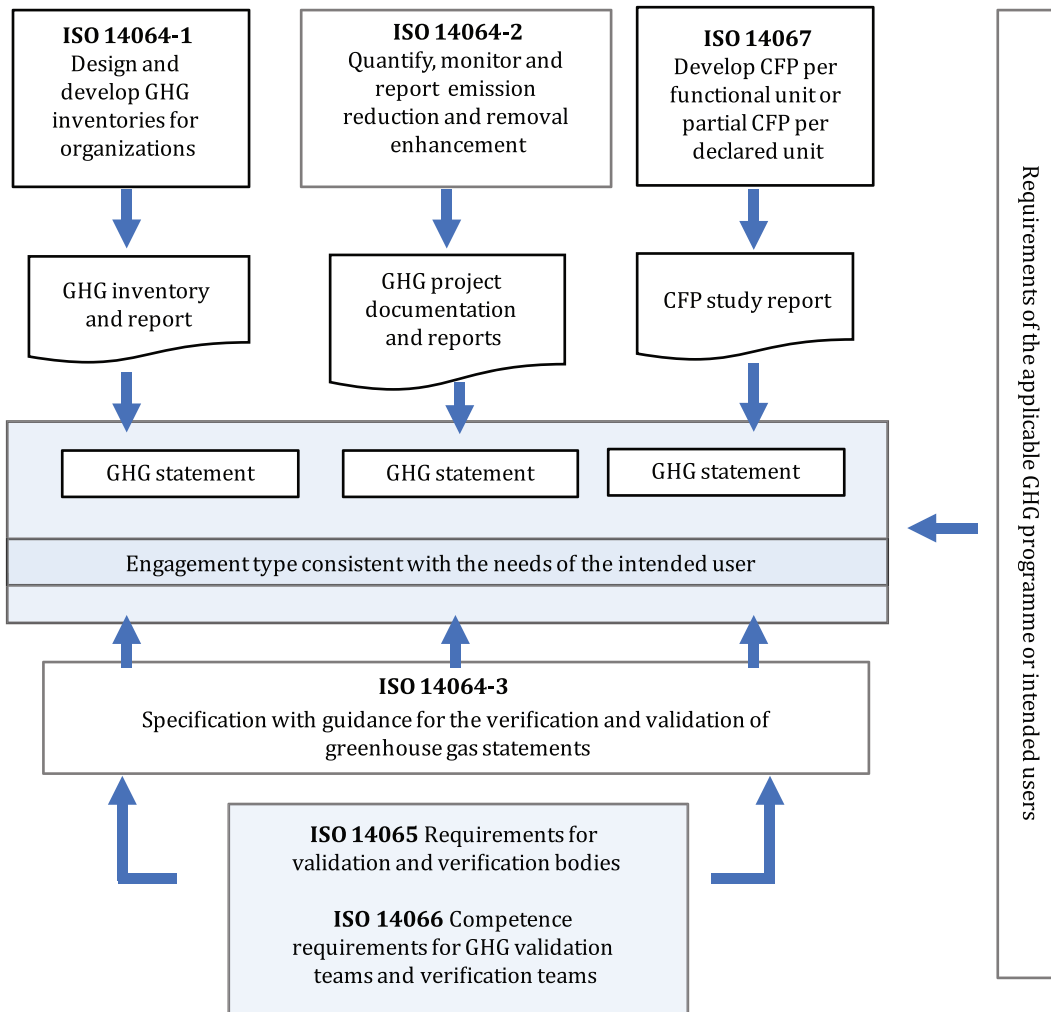 ISO 14064-1
Design and
develop GHG
inventories for
organizations
ISO 14064-2
Quantify, monitor and
report emission
reduction and removal
enhancement
ISO 14067
Develop CFP per
functional unit or
partial CFP per
declared unit
GHG inventory
and report
GHG project
documentation
and reports
CFP study report
GHG statement
GHG statement
GHG statement
Engagement type consistent with the needs of the intended user
ISO 14064-3
Specification with guidance for the verification and validation of
greenhouse gas statements
ISO 14065 Requirements for
validation and verification bodies
ISO 14066 Competence
requirements for GHG validation
teams and verification teams
Requirements of the applicable GHG programme or intended users